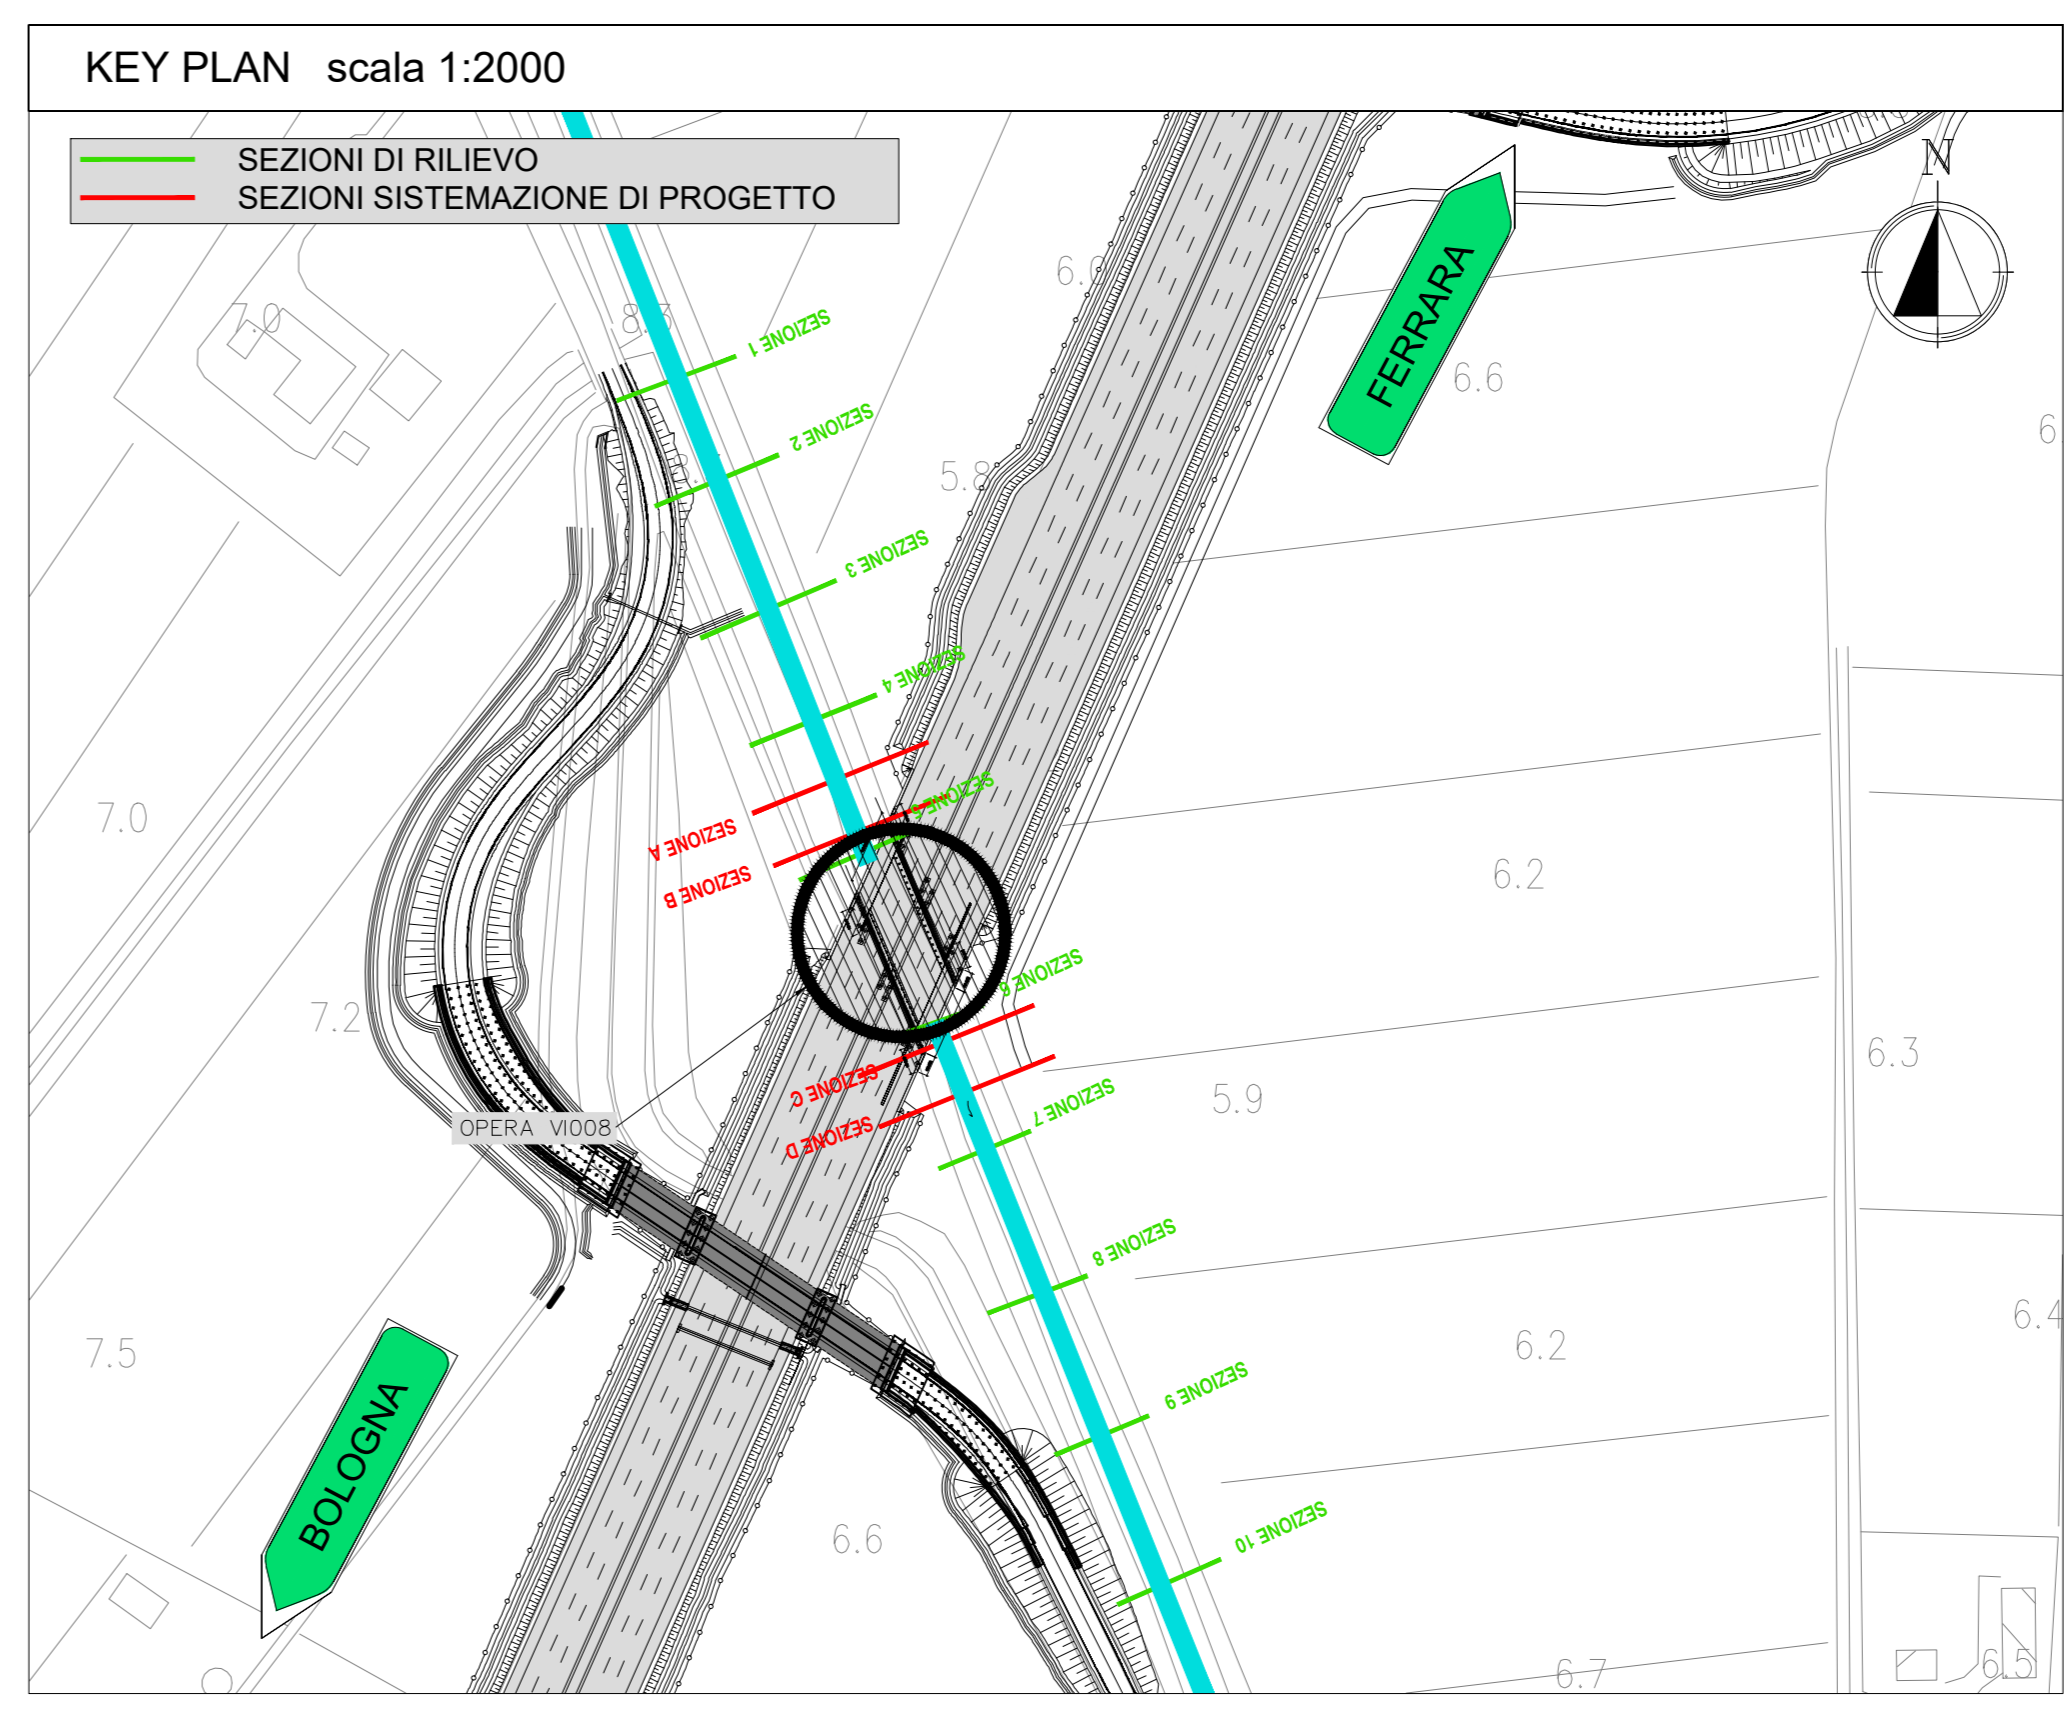 KEY PLAN scala 1:2000
SEZIONI DI RILIEVO
SEZIONI SISTEMAZIONE DI PROGETTO
N
FERRARA
6.0
7.0
8.3
SEZIONE 1
6.6
SEZIONE 2
6.
8.
5.8
SEZIONE 3
SEZIONE 4
SEZIONE 5
7.0
SEZIONE A
SEZIONE B
6.2
SEZIONE 6
7.2
6.3
SEZIONE C
SEZIONE 7
5.9
OPERA VI008
SEZIONE D
SEZIONE 8
6.4
7.5
6.2
SEZIONE 9
BOLOGNA
SEZIONE 10
6.6
6.7
6.5